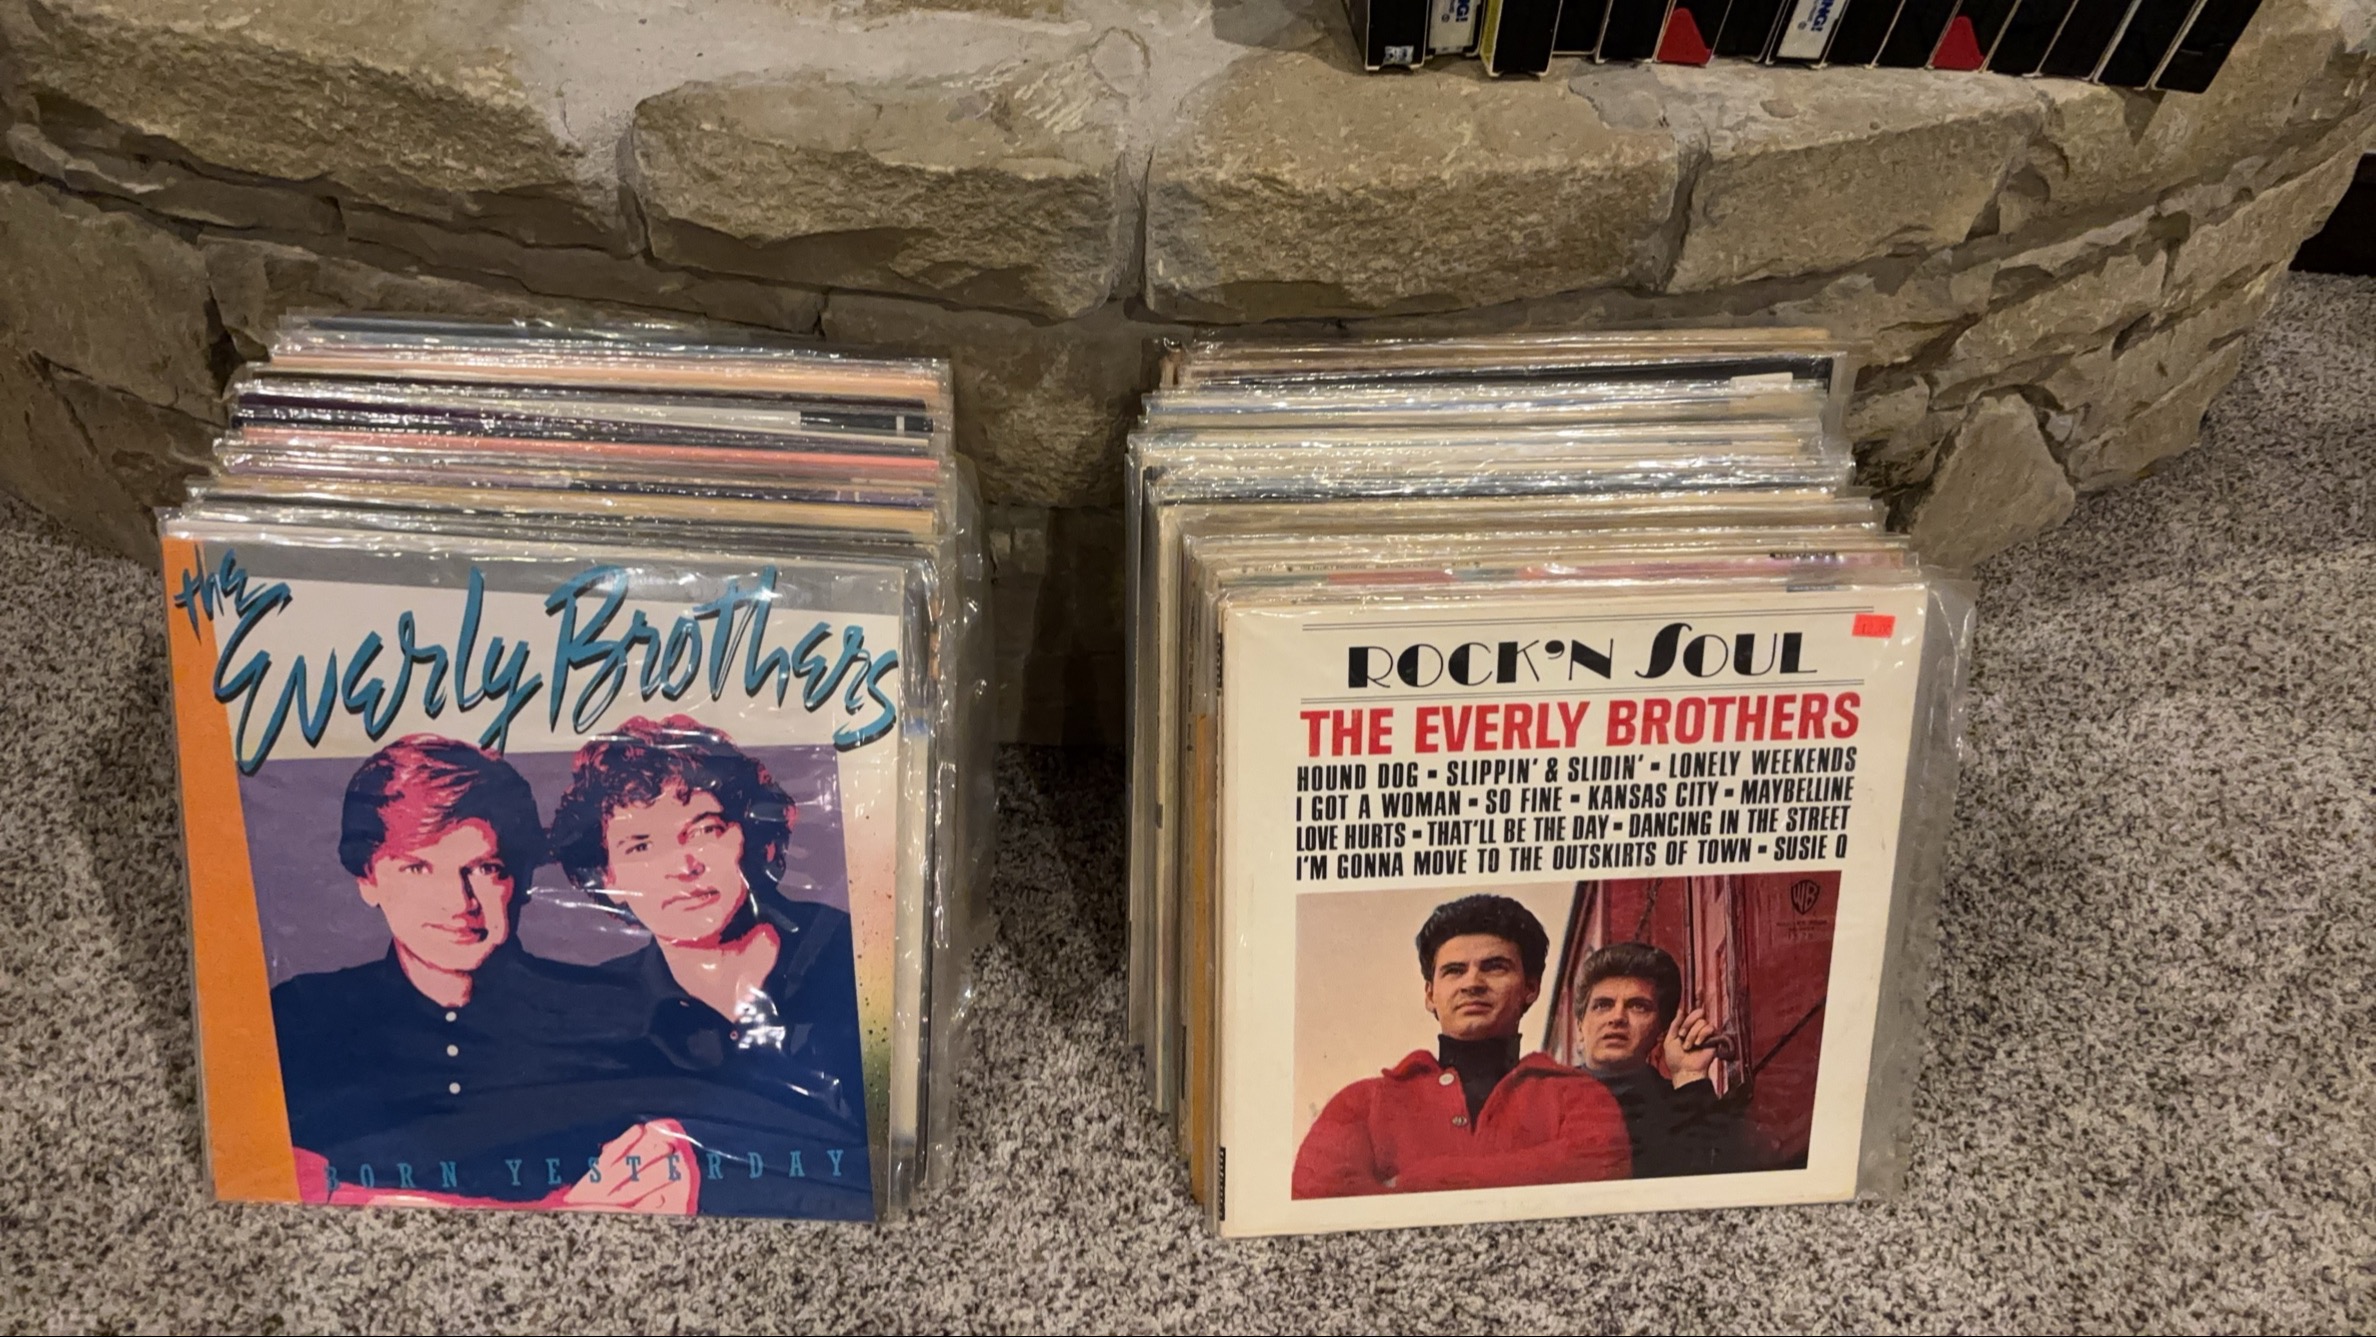 the
Everly Brothers
BORN YESTERDAY
ROCK'N SOUL
THE EVERLY BROTHERS
HOUND DOG ▪ SLIPPIN' & SLIDIN' ▪ LONELY WEEKENDS
I GOT A WOMAN ▪ SO FINE ▪ KANSAS CITY ▪ MAYBELLINE
LOVE HURTS ▪ THAT'LL BE THE DAY ▪ DANCING IN THE STREET
I'M GONNA MOVE TO THE OUTSKIRTS OF TOWN ▪ SUSIE Q
WB